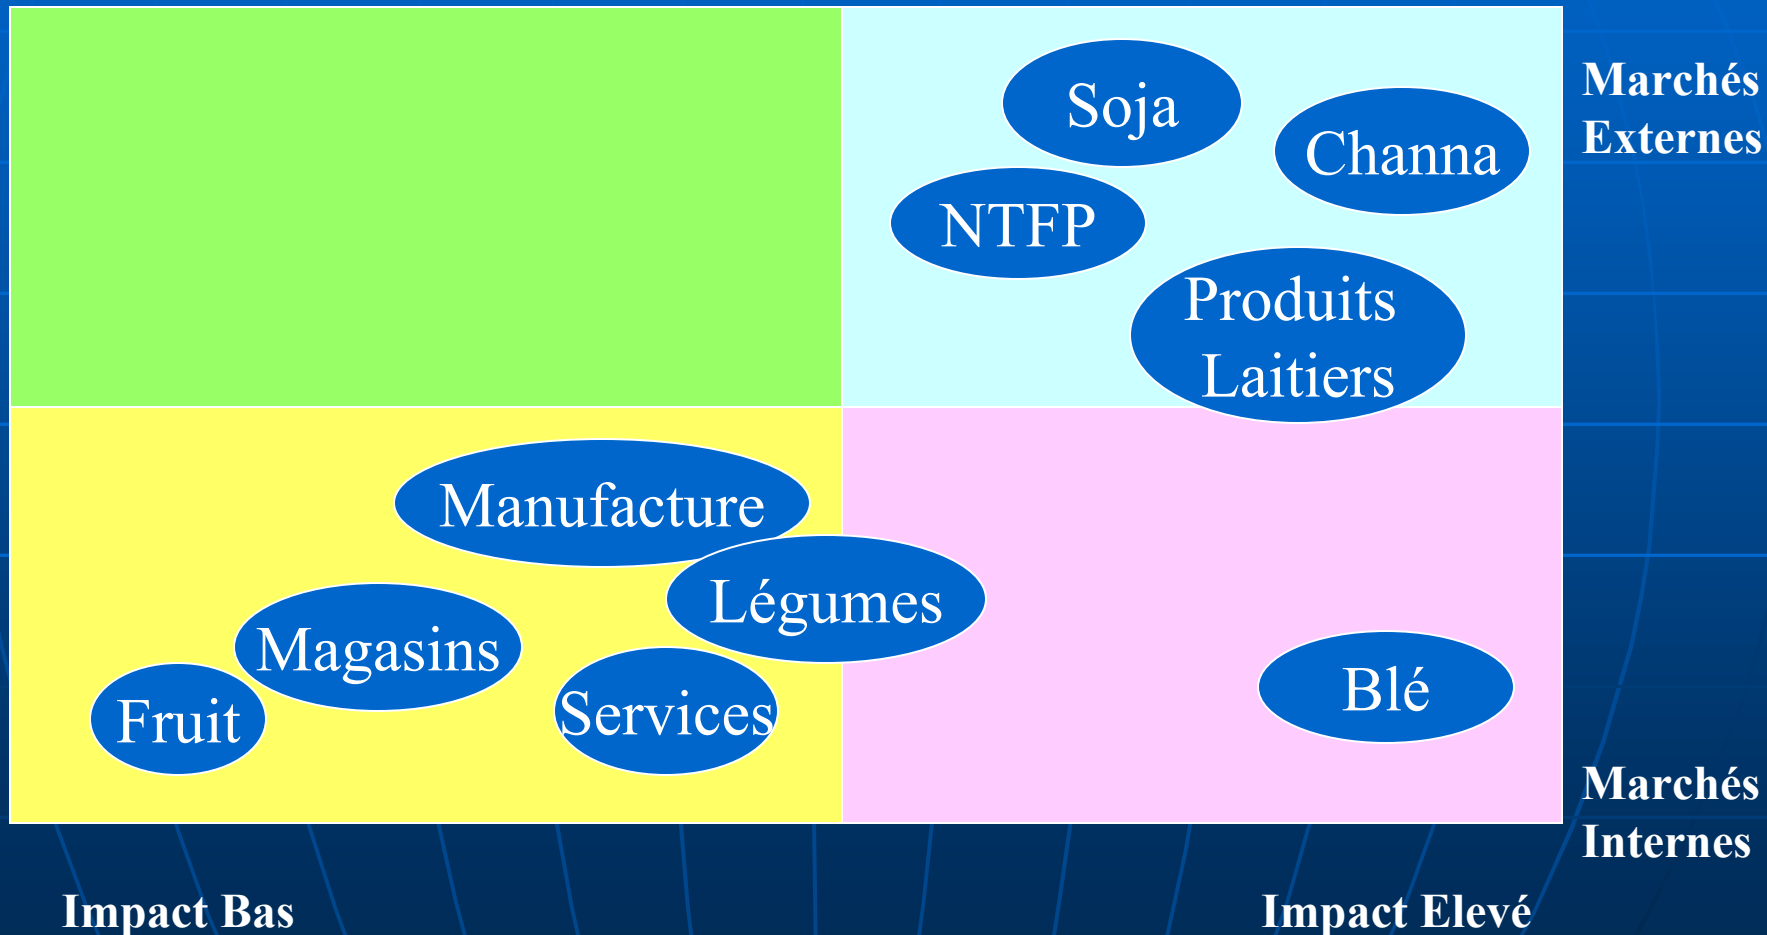 Soja
Channa
NTFP
Produits
Laitiers
Marchés
Externes
Manufacture
Légumes
Magasins
Services
Fruit
Blé
Marchés
Internes
Impact Bas
Impact Elevé